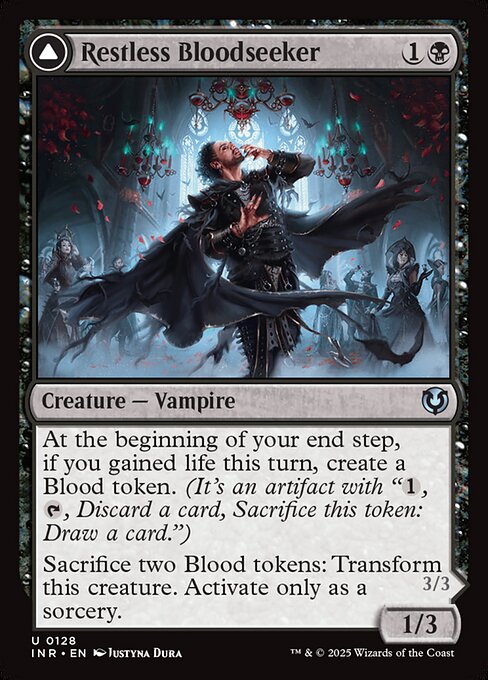 Restless Bloodseeker 1
Creature — Vampire
At the beginning of your end step,
if you gained life this turn, create a
Blood token. (It's an artifact with “1,
, Discard a card, Sacrifice this token:
Draw a card.”)
Sacrifice two Blood tokens: Transform
this creature. Activate only as a
sorcery.
3/3
1/3
U 0128
INR • EN Justyna Dura
™ & © 2025 Wizards of the Coast